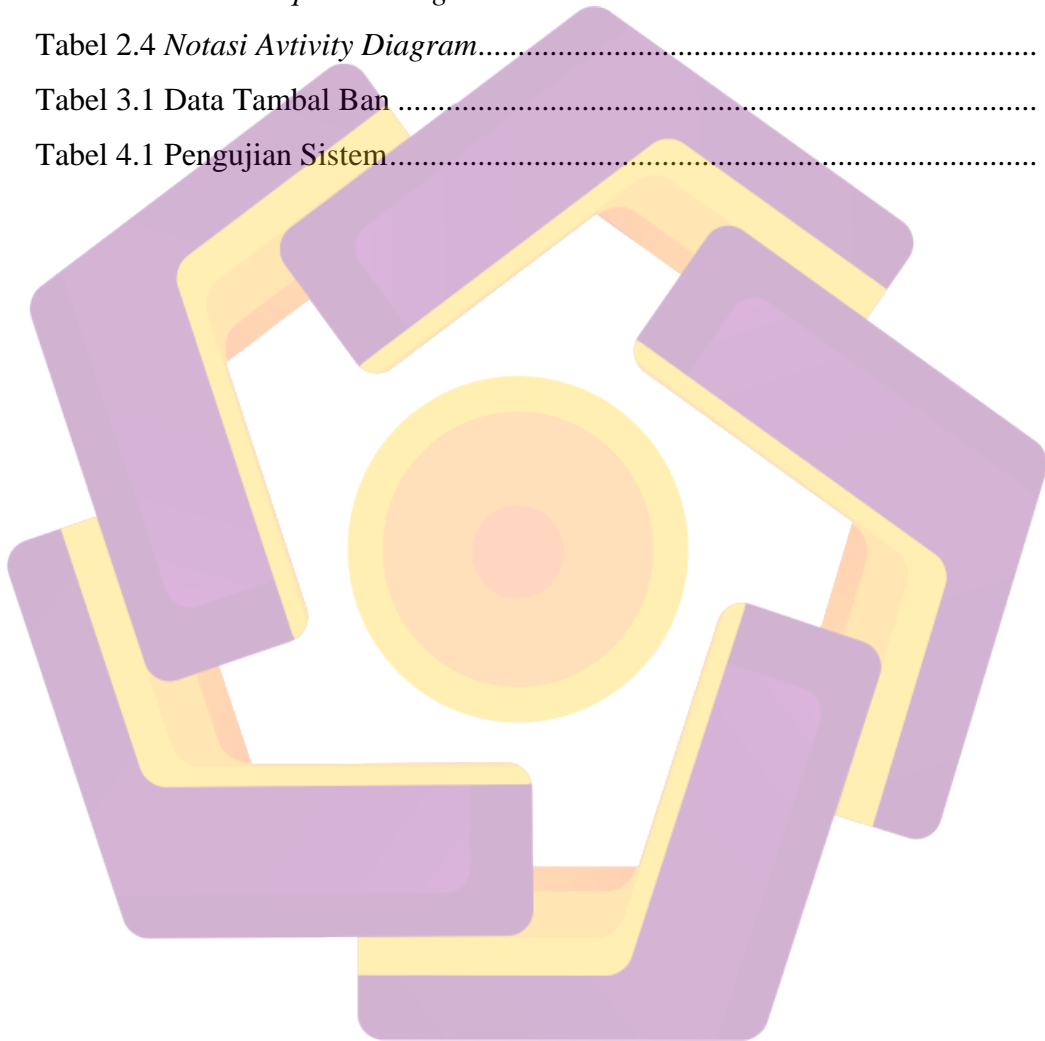 Tabel 2.4 Notasi Avtivity Diagram....................................................................
Tabel 3.1 Data Tambal Ban ..............................................................................
Tabel 4.1 Pengujian Sistem...............................................................................